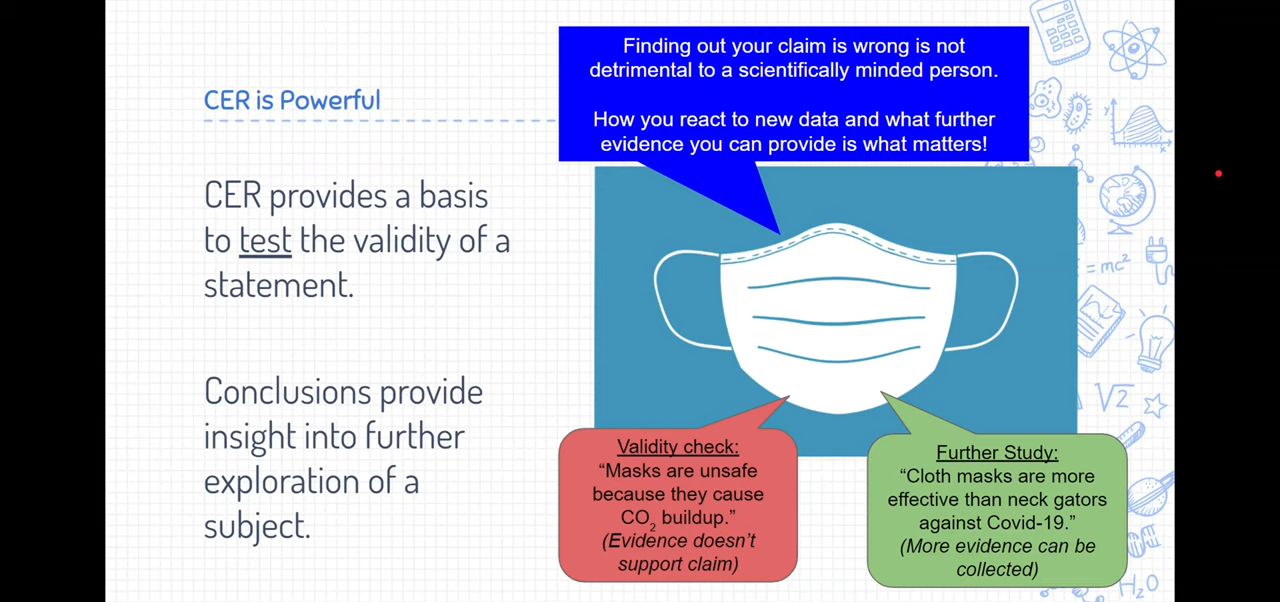 CER is Powerful
Finding out your claim is wrong is not
detrimental to a scientifically minded person.
How you react to new data and what further
evidence you can provide is what matters!
CER provides a basis
to test the validity of a
statement.
Conclusions provide
insight into further
exploration of a
subject.
Validity check:
“Masks are unsafe
because they cause
CO₂ buildup.”
(Evidence doesn’t
support claim)
Further Study:
“Cloth masks are more
effective than neck gators
against Covid-19.”
(More evidence can be
collected)
=mc²
√2
H₂O